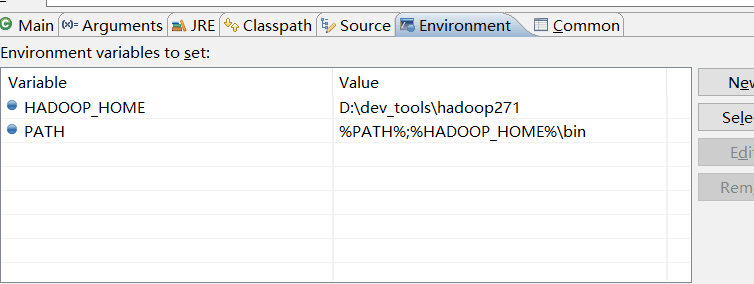 Main (x)= Arguments JRE Classpath Source Environment Common
Environment variables to set:
Variable Value
New
HADOOP_HOME D:\dev_tools\hadoop271
Sele
PATH %PATH%;%HADOOP_HOME%\bin
Edi
Rem